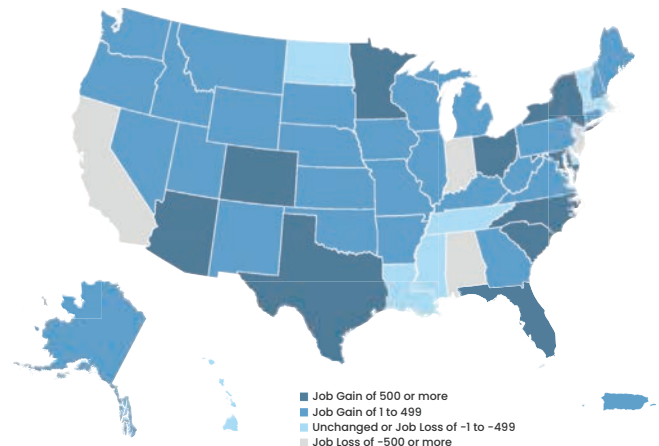 Job Gain of 500 or more
Job Gain of 1 to 499
Unchanged or Job Loss of -1 to -499
Job Loss of -500 or more